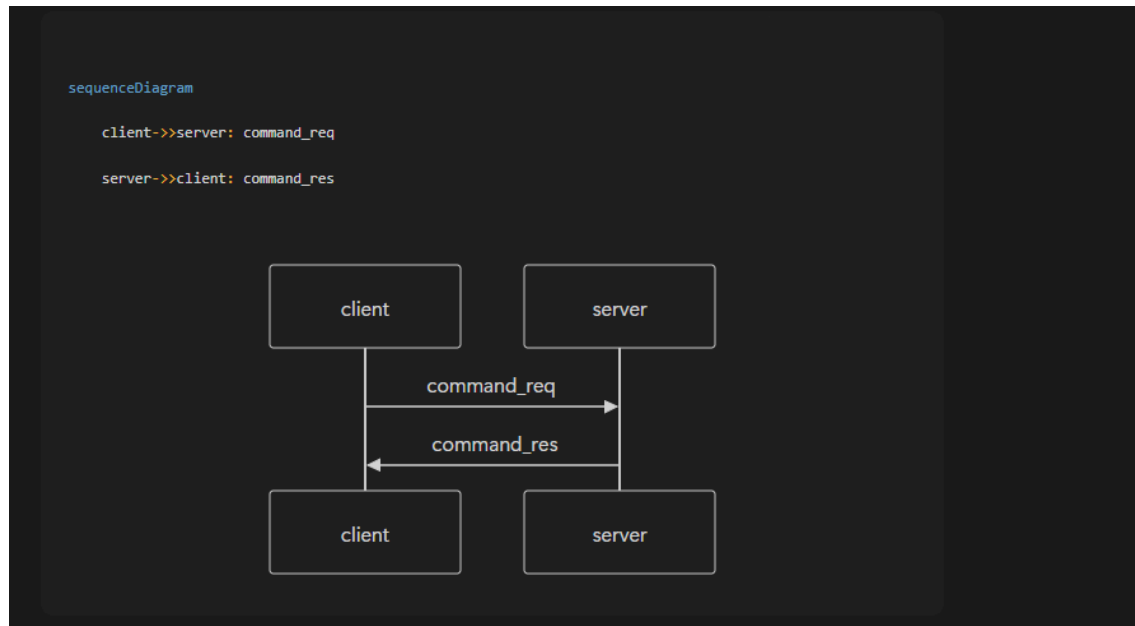 sequenceDiagram
client->>server: command_req
server->>client: command_res
client
server
command_req
command_res
client
server